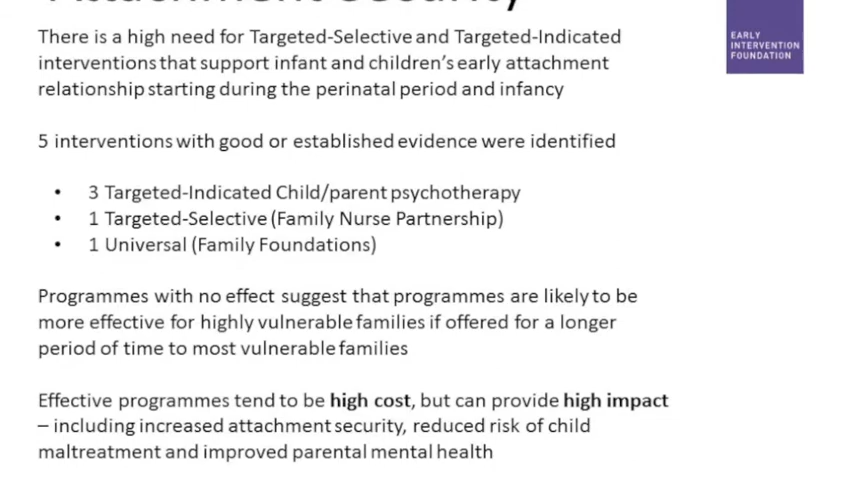 Attachment Security
There is a high need for Targeted-Selective and Targeted-Indicated
interventions that support infant and children's early attachment
relationship starting during the perinatal period and infancy
EARLY
INTERVENTION
FOUNDATION
5 interventions with good or established evidence were identified
• 3 Targeted-Indicated Child/parent psychotherapy
• 1 Targeted-Selective (Family Nurse Partnership)
• 1 Universal (Family Foundations)
Programmes with no effect suggest that programmes are likely to be
more effective for highly vulnerable families if offered for a longer
period of time to most vulnerable families
Effective programmes tend to be high cost, but can provide high impact
– including increased attachment security, reduced risk of child
maltreatment and improved parental mental health